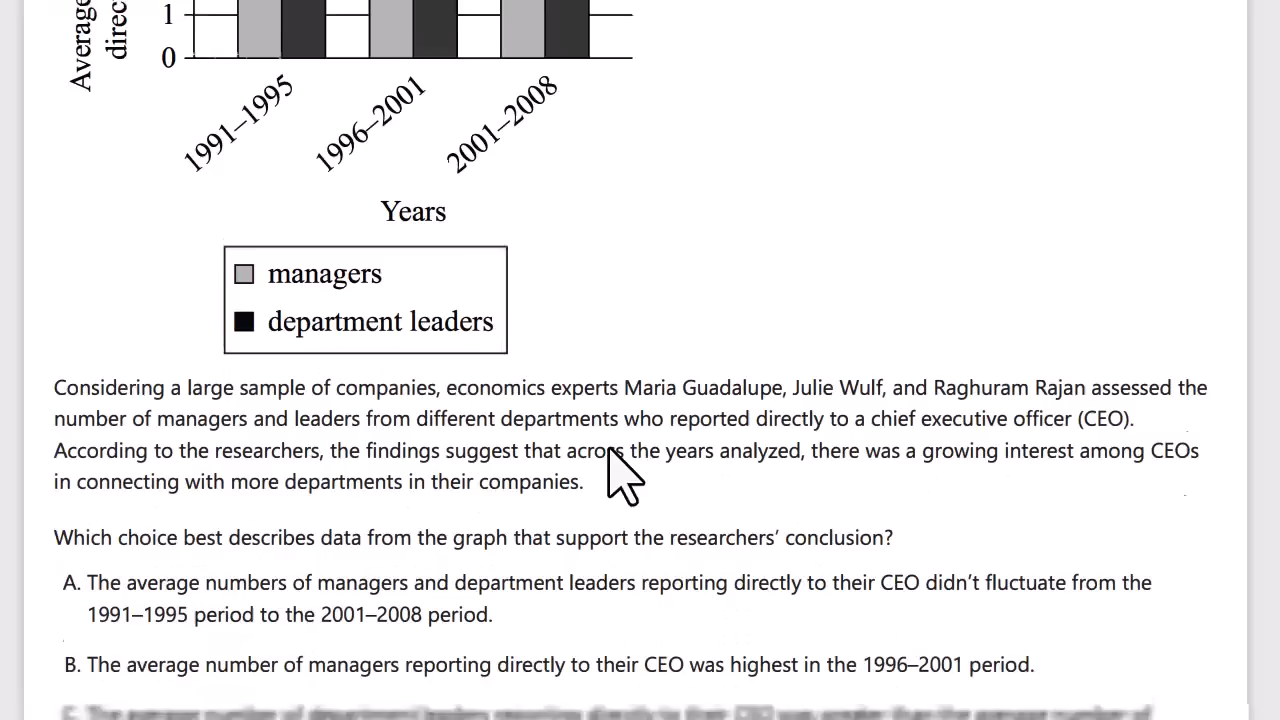 Average
direc
1
0
1991–1995
1996–2001
2001–2008
Years
managers
department leaders
Considering a large sample of companies, economics experts Maria Guadalupe, Julie Wulf, and Raghuram Rajan assessed the
number of managers and leaders from different departments who reported directly to a chief executive officer (CEO).
According to the researchers, the findings suggest that across the years analyzed, there was a growing interest among CEOs
in connecting with more departments in their companies.
Which choice best describes data from the graph that support the researchers’ conclusion?
A. The average numbers of managers and department leaders reporting directly to their CEO didn’t fluctuate from the
1991–1995 period to the 2001–2008 period.
B. The average number of managers reporting directly to their CEO was highest in the 1996–2001 period.